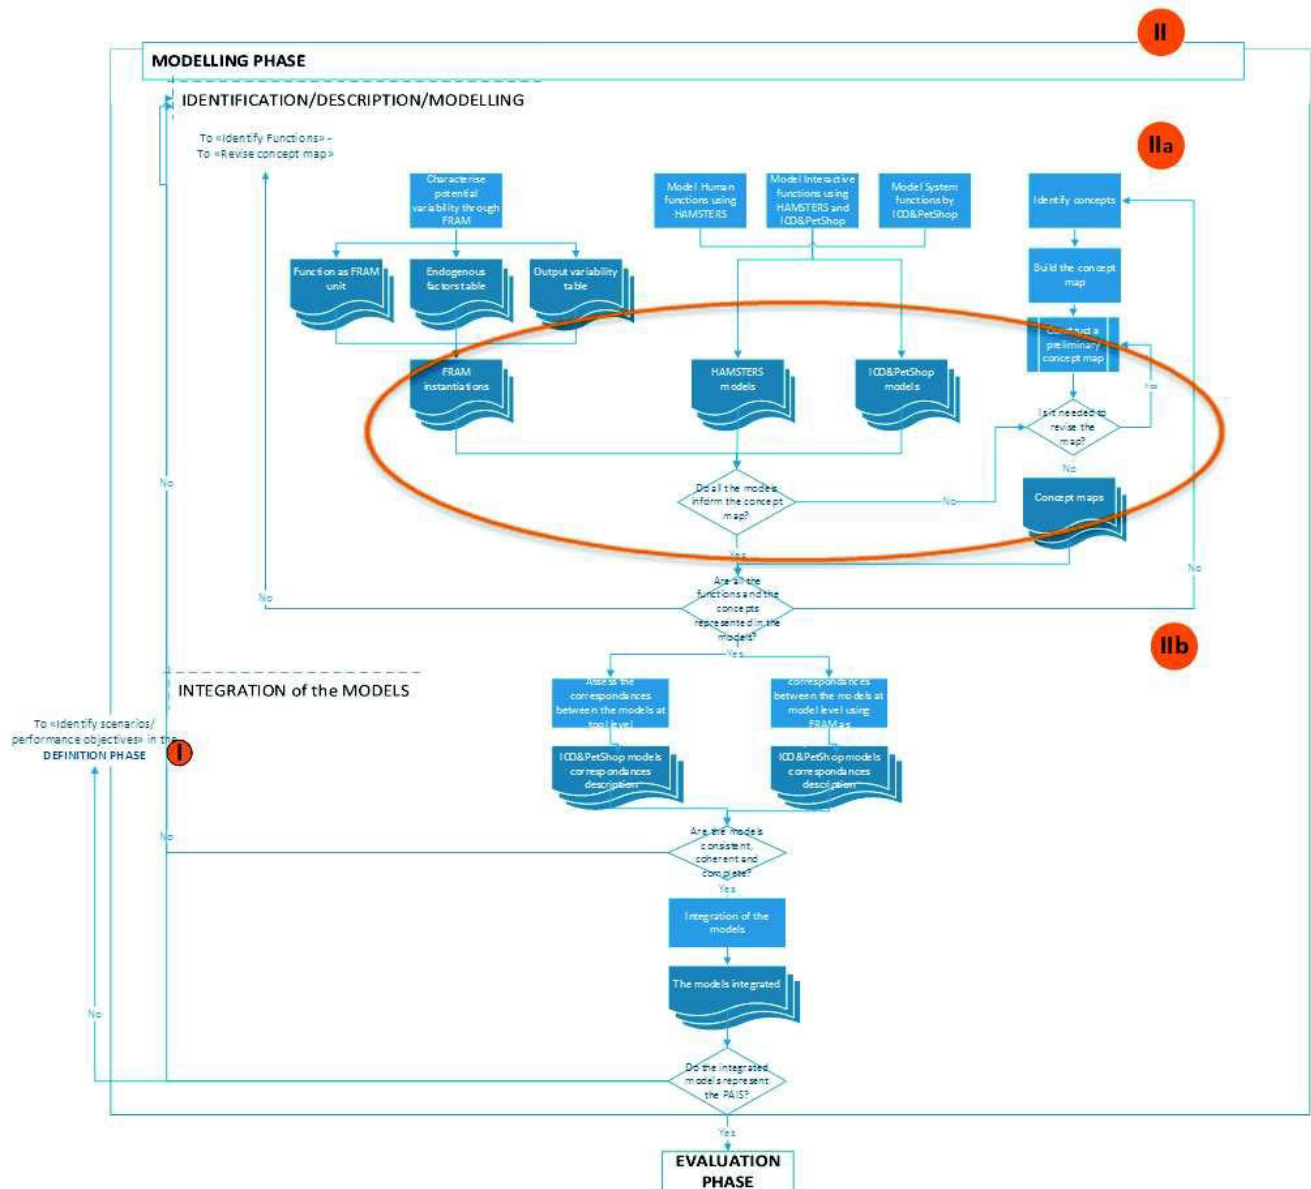 II
MODELLING PHASE
IDENTIFICATION/DESCRIPTION/MODELLING
To «Identify Functions» -
To «Revise concept map»
IIa
Characterise
potential
variability through
FRAM
Model Human
functions using
HAMSTERS
Model Interactive
functions using
HAMSTERS and
ICO&PetShop
Model System
functions by
ICO&PetShop
Identify concepts
Function as FRAM
unit
Endogenous
factors table
Output variability
table
Build the concept
map
Construct a
preliminary
concept map
FRAM
instantiations
HAMSTERS
models
ICO&PetShop
models
Yes
Is it needed to
revise the
map?
No
No
Do all the models
inform the concept
map?
No
Concept maps
Yes
No
No
Are all the
functions and the
concepts
represented in the
models?
Yes
IIb
INTEGRATION of the MODELS
Assess the
correspondances
between the models at
tool level
correspondances
between the models at
model level using
FRAM as
To «Identify scenarios/
performance objectives» in the
DEFINITION PHASE
I
ICO&PetShop models
correspondances
description
ICO&PetShop models
correspondances
description
No
Are the models
consistent,
coherent and
complete?
Yes
Integration of the
models
The models integrated
No
Do the integrated
models represent
the PAIS?
Yes
EVALUATION
PHASE